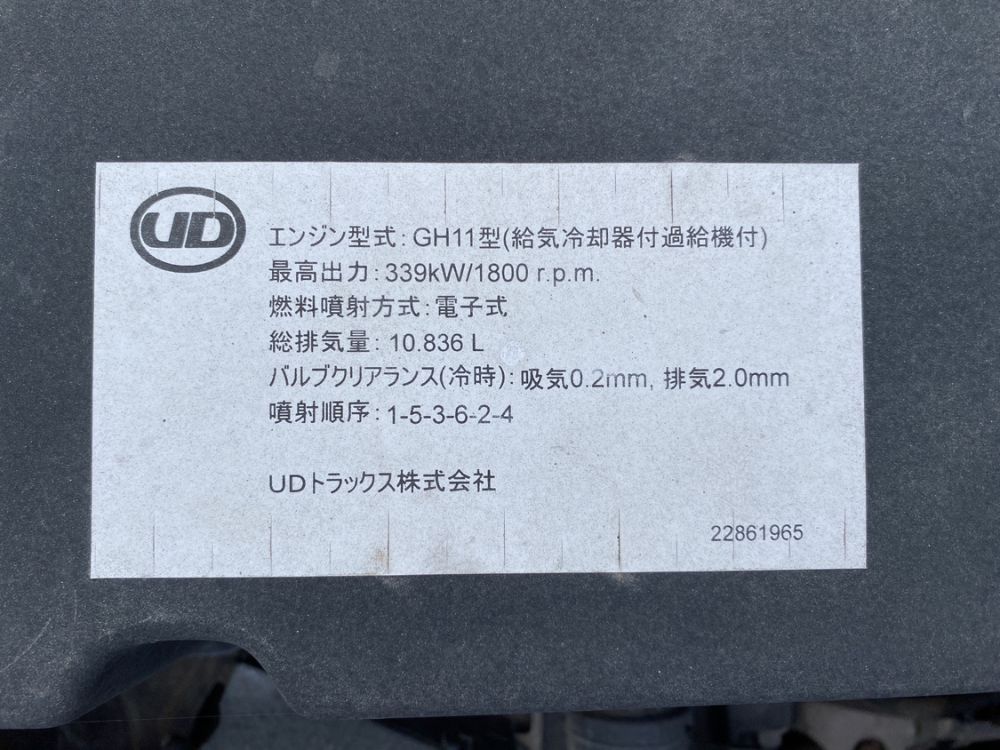 UD
エンジン型式: GH11型(給気冷却器付過給機付)
最高出力: 339kW/1800 r.p.m.
燃料噴射方式: 電子式
総排気量: 10.836 L
バルブクリアランス(冷時): 吸気0.2mm, 排気2.0mm
噴射順序: 1-5-3-6-2-4
UDトラックス株式会社
22861965